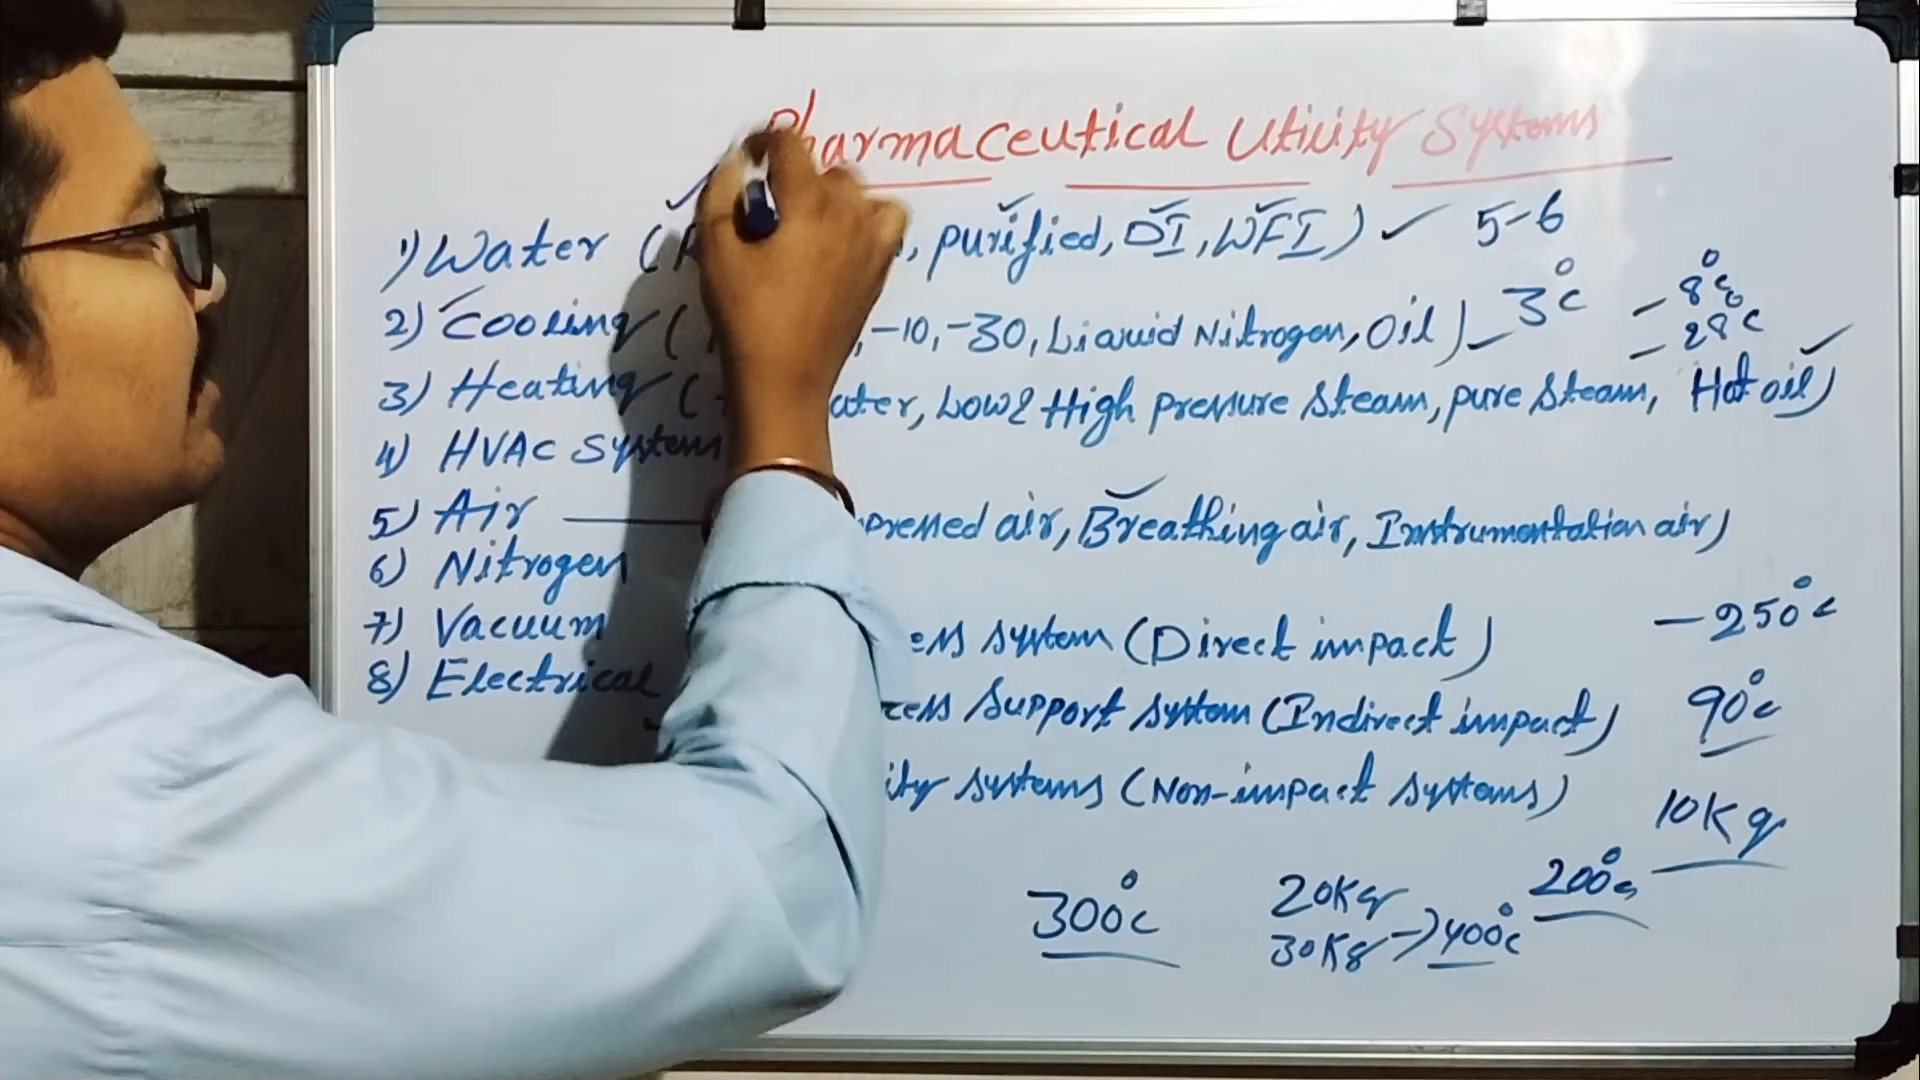 Pharmaceutical Utility Systems
1) Water ( , purified, DI, WFI) ✓ 5-6
2) Cooling ( , -10, -30, Liquid Nitrogen, Oil) - 3°c - 8°c
- 28°c
3) Heating ( ater, Low & High pressure steam, pure steam, Hot oil)
4) HVAC System
5) Air — pressed air, Breathing air, Instrumentation air)
6) Nitrogen
7) Vacuum ess system (Direct impact) - 250°c
8) Electrical cess support system (Indirect impact) 90°c
ity systems (Non-impact systems) 10Kg
300°c 20Kg 200°c
30Kg → 400°c